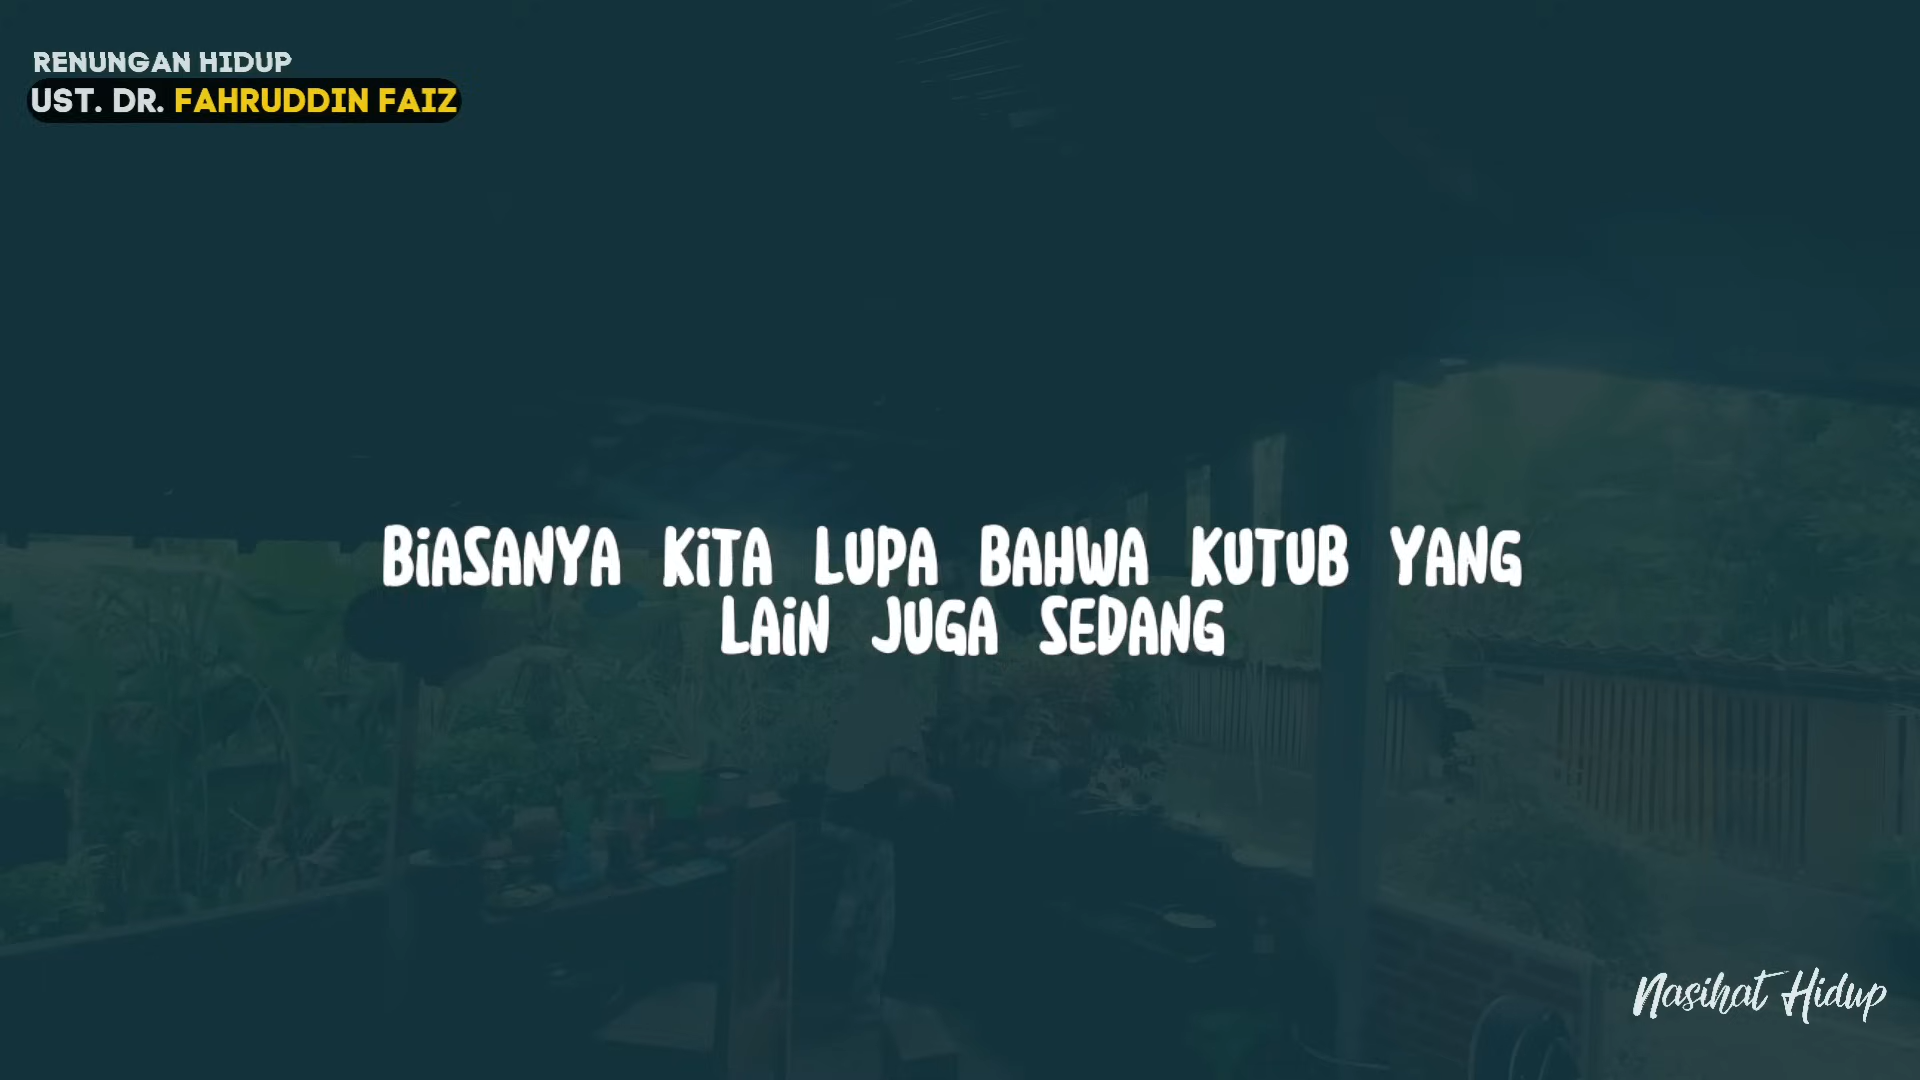 RENUNGAN HIDUP
UST. DR. FAHRUDDIN FAIZ
BIASANYA KITA LUPA BAHWA KUTUB YANG
LAIN JUGA SEDANG
Nasihat Hidup